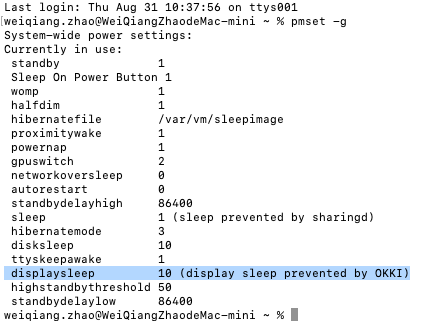 Last login: Thu Aug 31 10:37:56 on ttys001
[weiqiang.zhao@WeiQiangZhaodeMac-mini ~ % pmset -g
System-wide power settings:
Currently in use:
standby 1
Sleep On Power Button 1
womp 1
halfdim 1
hibernatefile /var/vm/sleepimage
proximitywake 1
powernap 1
gpuswitch 2
networkoversleep 0
autorestart 0
standbydelayhigh 86400
sleep 1 (sleep prevented by sharingd)
hibernatemode 3
disksleep 10
ttyskeepawake 1
displaysleep 10 (display sleep prevented by OKKI)
highstandbythreshold 50
standbydelaylow 86400
weiqiang.zhao@WeiQiangZhaodeMac-mini ~ %